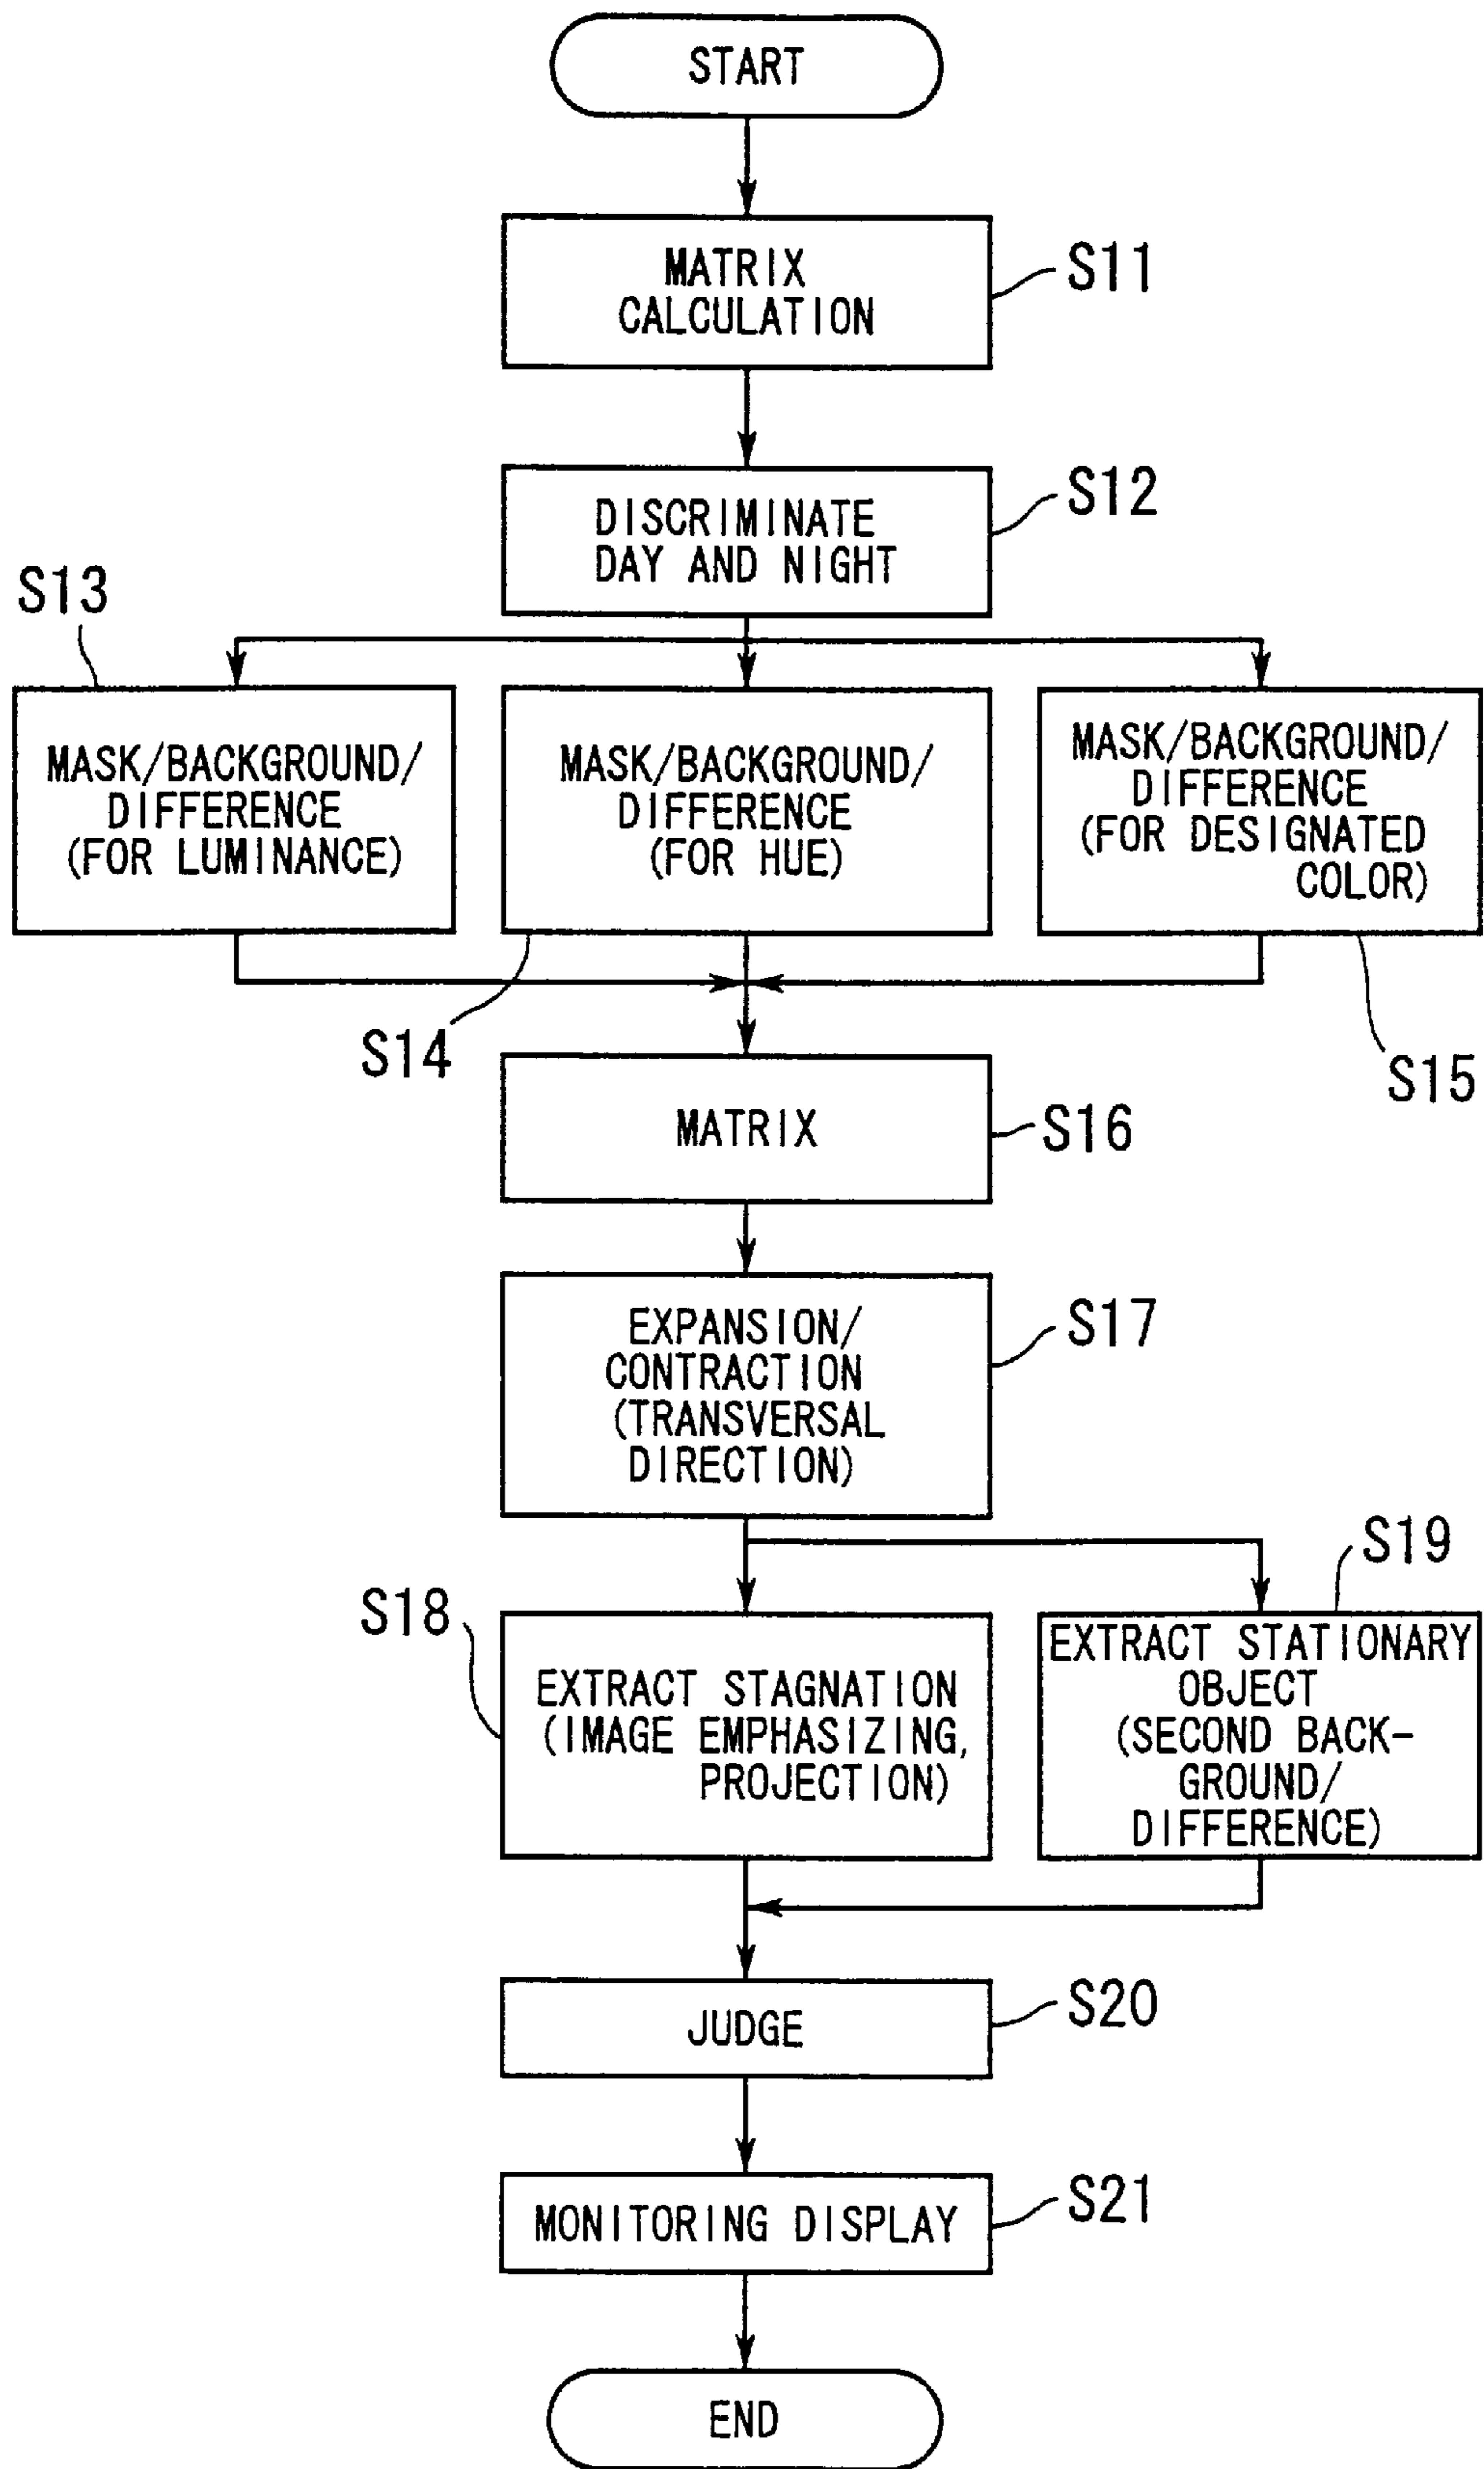 START
MATRIX
CALCULATION
S11
DISCRIMINATE
DAY AND NIGHT
S12
S13
MASK/BACKGROUND/
DIFFERENCE
(FOR LUMINANCE)
MASK/BACKGROUND/
DIFFERENCE
(FOR HUE)
MASK/BACKGROUND/
DIFFERENCE
(FOR DESIGNATED
COLOR)
S14
S15
MATRIX
S16
EXPANSION/
CONTRACTION
(TRANSVERSAL
DIRECTION)
S17
S18
EXTRACT STAGNATION
(IMAGE EMPHASIZING,
PROJECTION)
S19
EXTRACT STATIONARY
OBJECT
(SECOND BACK-
GROUND/
DIFFERENCE)
JUDGE
S20
MONITORING DISPLAY
S21
END